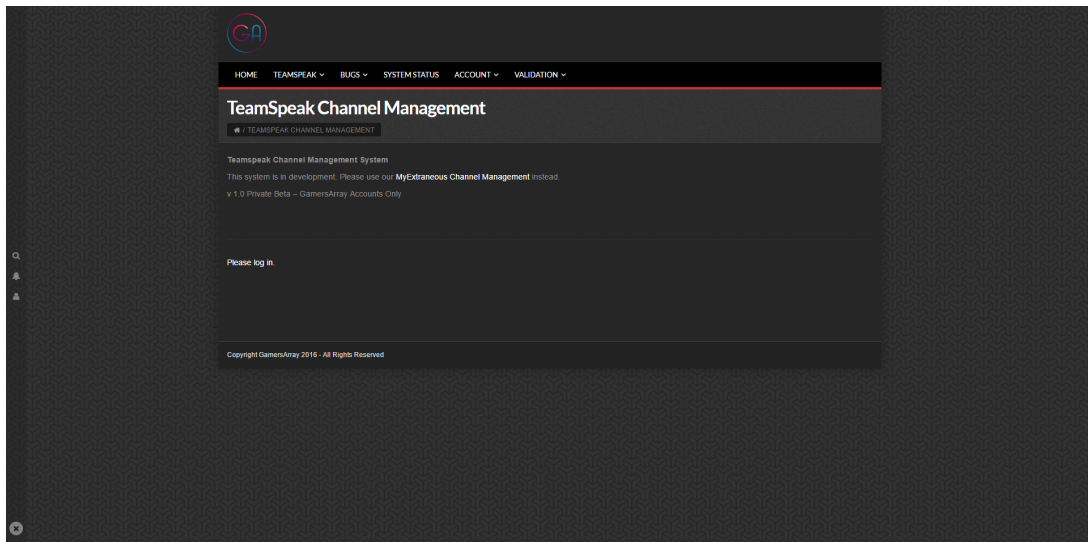 GA
HOME TEAMSPEAK BUGS SYSTEM STATUS ACCOUNT VALIDATION
TeamSpeak Channel Management
/ TEAMSPEAK CHANNEL MANAGEMENT
Teamspeak Channel Management System
This system is in development. Please use our MyExtraneous Channel Management instead.
v 1.0 Private Beta – GamersArray Accounts Only
Please log in.
Copyright GamersArray 2016 - All Rights Reserved